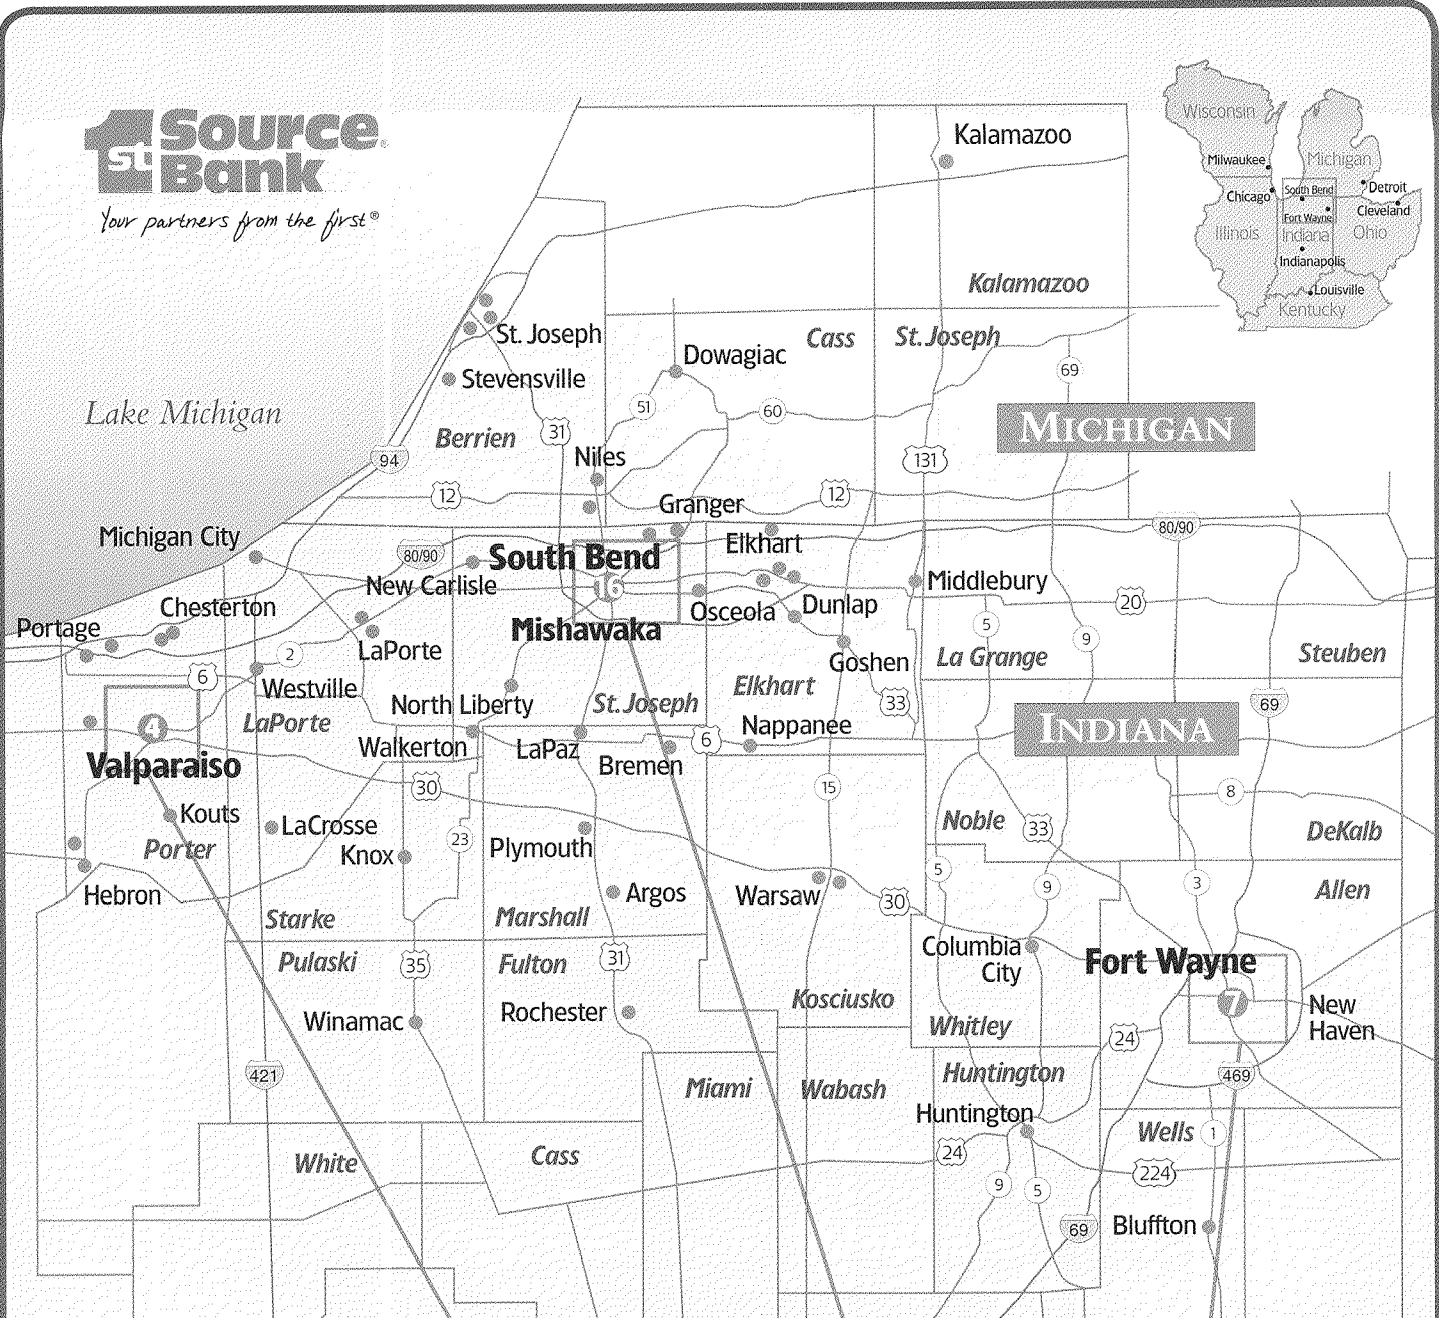 1st Source
Bank
Your partners from the first®
Wisconsin
Milwaukee
Michigan
Chicago
South Bend
Detroit
Fort Wayne
Cleveland
Illinois
Indiana
Ohio
Indianapolis
Louisville
Kentucky
Kalamazoo
Kalamazoo
Cass
St. Joseph
St. Joseph
Dowagiac
69
Stevensville
51
60
Lake Michigan
MICHIGAN
Berrien
31
94
Niles
131
12
12
Granger
Michigan City
80/90
80/90
South Bend
Elkhart
New Carlisle
16
Middlebury
Chesterton
Osceola
Dunlap
20
Portage
Mishawaka
5
9
2
LaPorte
Goshen
La Grange
Steuben
6
Westville
North Liberty
St. Joseph
Elkhart
33
69
LaPorte
4
Walkerton
LaPaz
6
Nappanee
INDIANA
Valparaiso
Bremen
30
15
8
Kouts
LaCrosse
23
Noble
33
DeKalb
Porter
Knox
Plymouth
5
9
3
Hebron
Argos
Warsaw
30
Allen
Starke
Marshall
Columbia
City
Fort Wayne
Pulaski
35
Fulton
31
Kosciusko
7
New
Haven
Winamac
Rochester
Whitley
24
421
Miami
Wabash
Huntington
469
Huntington
Wells
1
White
Cass
24
224
9
5
69
Bluffton